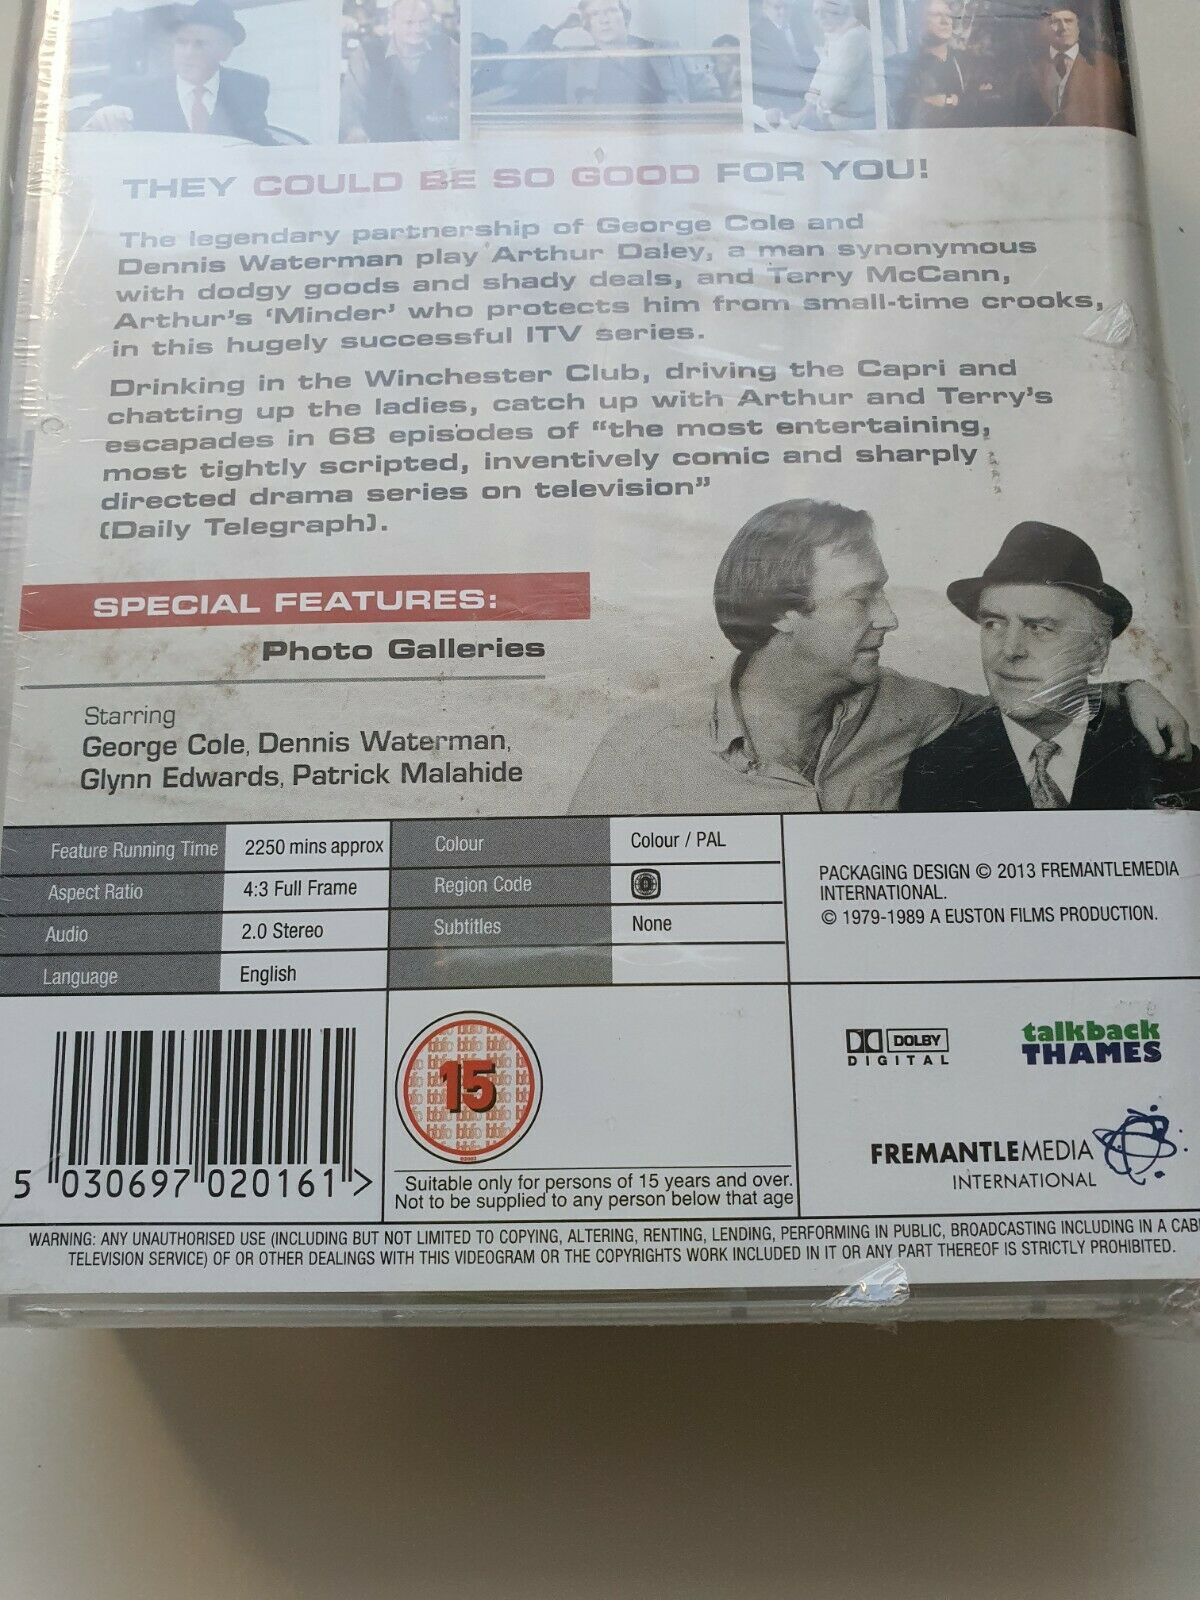 THEY COULD BE SO GOOD FOR YOU!
The legendary partnership of George Cole and
Dennis Waterman play Arthur Daley, a man synonymous
with dodgy goods and shady deals, and Terry McCann,
Arthur's 'Minder' who protects him from small-time crooks,
in this hugely successful ITV series.
Drinking in the Winchester Club, driving the Capri and
chatting up the ladies, catch up with Arthur and Terry's
escapades in 68 episodes of "the most entertaining,
most tightly scripted, inventively comic and sharply
directed drama series on television"
(Daily Telegraph).
SPECIAL FEATURES:
Photo Galleries
Starring
George Cole, Dennis Waterman,
Glynn Edwards, Patrick Malahide
Feature Running Time 2250 mins approx
Aspect Ratio 4:3 Full Frame
Audio 2.0 Stereo
Language English
Colour Colour / PAL
Region Code 0
Subtitles None
PACKAGING DESIGN © 2013 FREMANTLEMEDIA
INTERNATIONAL.
© 1979-1989 A EUSTON FILMS PRODUCTION.
5 030697 020161 >
15
Suitable only for persons of 15 years and over.
Not to be supplied to any person below that age
DOLBY
DIGITAL
talkback
THAMES
FREMANTLEMEDIA
INTERNATIONAL
WARNING: ANY UNAUTHORISED USE (INCLUDING BUT NOT LIMITED TO COPYING, ALTERING, RENTING, LENDING, PERFORMING IN PUBLIC, BROADCASTING INCLUDING IN A CAB
TELEVISION SERVICE) OF OR OTHER DEALINGS WITH THIS VIDEOGRAM OR THE COPYRIGHTS WORK INCLUDED IN IT OR ANY PART THEREOF IS STRICTLY PROHIBITED.